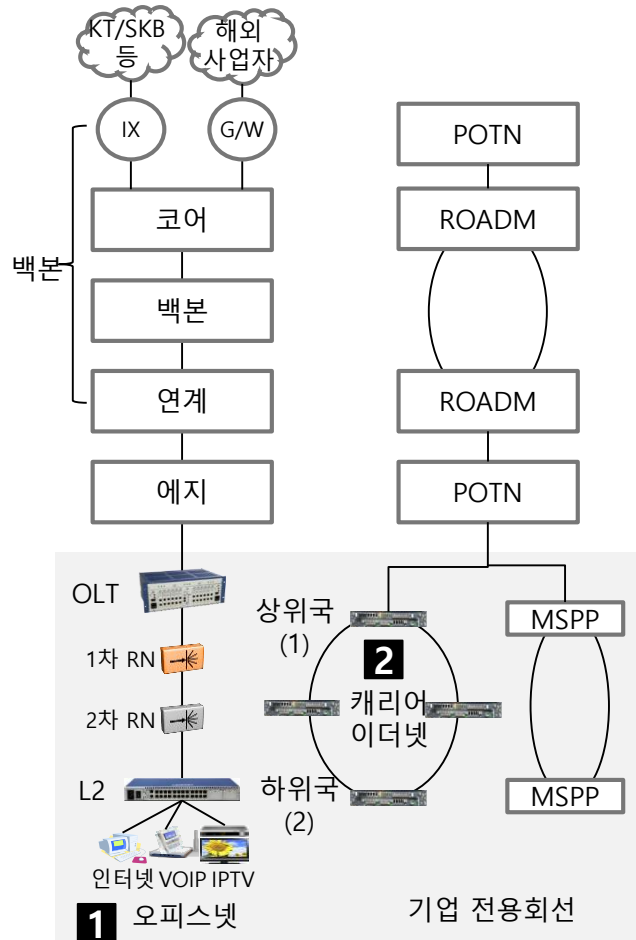 KT/SKB
등
해외
사업자
IX
G/W
코어
백본
백본
연계
에지
POTN
ROADM
ROADM
POTN
OLT
1차 RN
2차 RN
L2
인터넷 VOIP IPTV
1 오피스넷
상위국
(1)
2
캐리어
이더넷
하위국
(2)
MSPP
MSPP
기업 전용회선